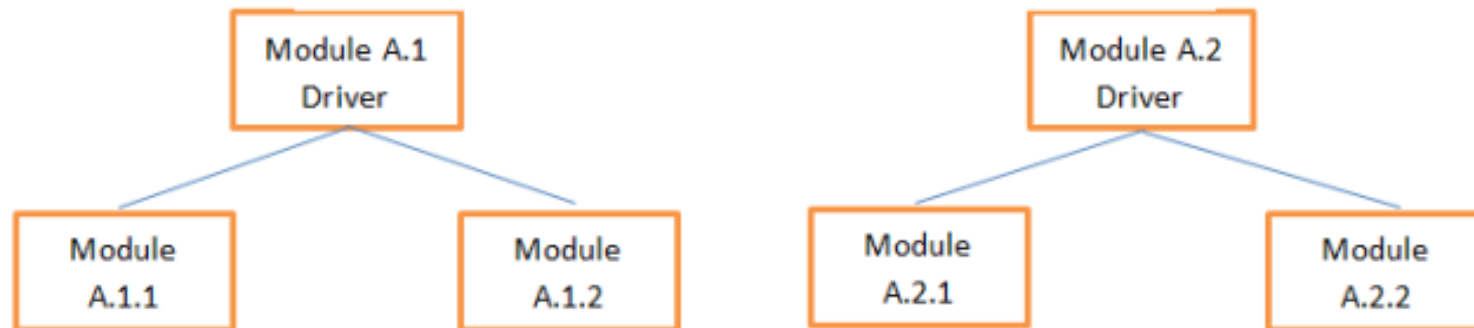 Module A.1
Driver
Module A.2
Driver
Module
A.1.1
Module
A.1.2
Module
A.2.1
Module
A.2.2